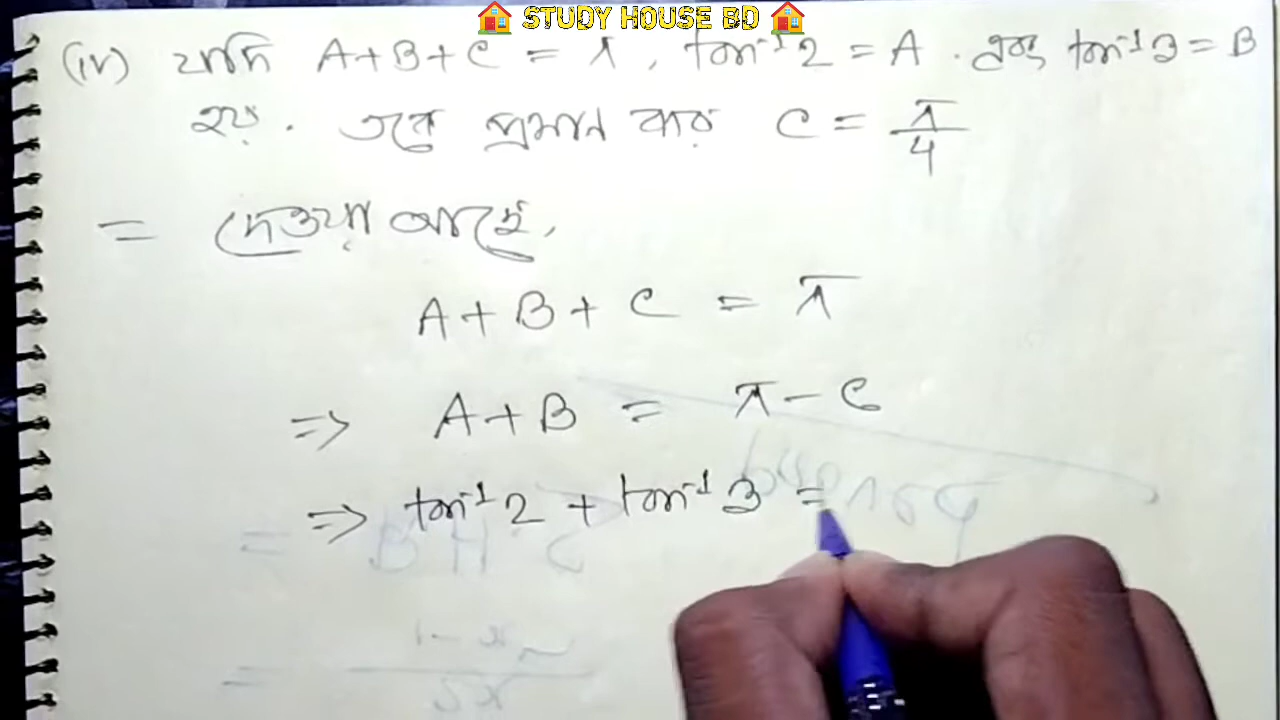 🏠 STUDY HOUSE BD 🏠
(iv) যদি A+B+C = π, tan⁻¹2 = A . এবং tan⁻¹3 = B
হয়. তবে প্রমান কর C = π/4
= দেওয়া আছে,
A + B + C = π
⇒ A + B = π - C
⇒ tan⁻¹2 + tan⁻¹3 =